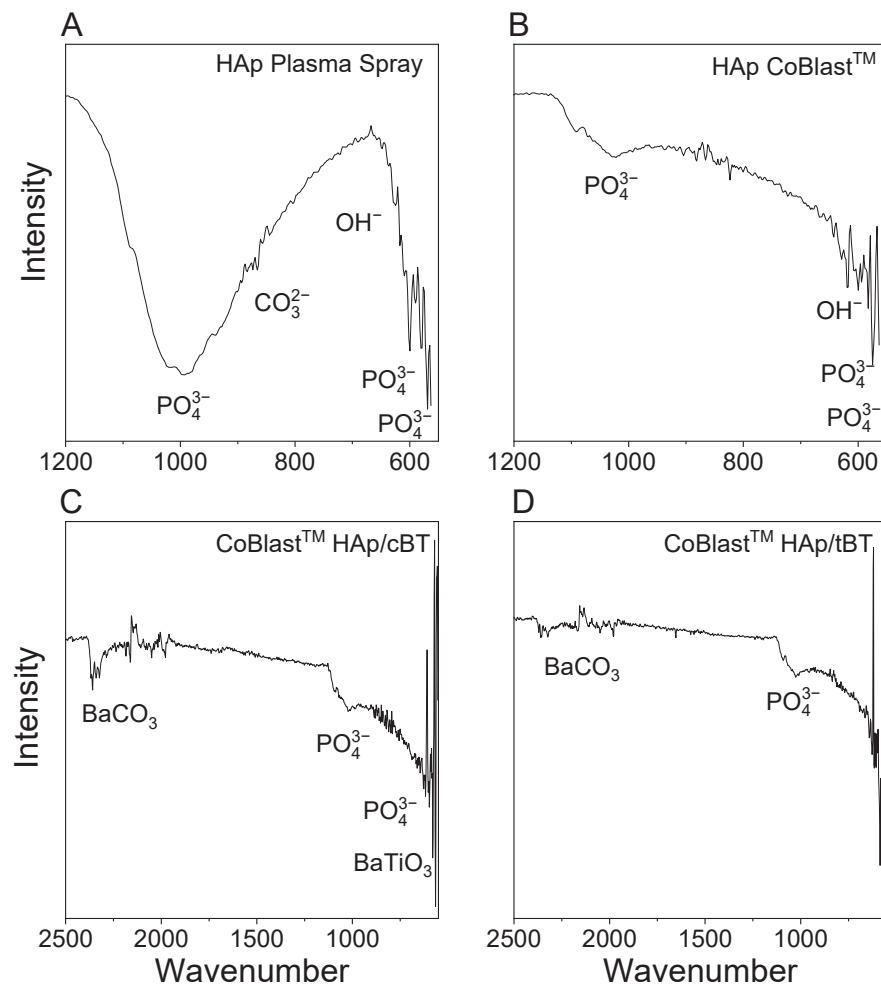 A
HAp Plasma Spray
Intensity
PO₄³⁻
CO₃²⁻
OH⁻
PO₄³⁻
PO₄³⁻
1200 1000 800 600
B
HAp CoBlast™
PO₄³⁻
OH⁻
PO₄³⁻
PO₄³⁻
1200 1000 800 600
C
CoBlast™ HAp/cBT
Intensity
BaCO₃
PO₄³⁻
PO₄³⁻
BaTiO₃
2500 2000 1500 1000
Wavenumber
D
CoBlast™ HAp/tBT
BaCO₃
PO₄³⁻
2500 2000 1500 1000
Wavenumber